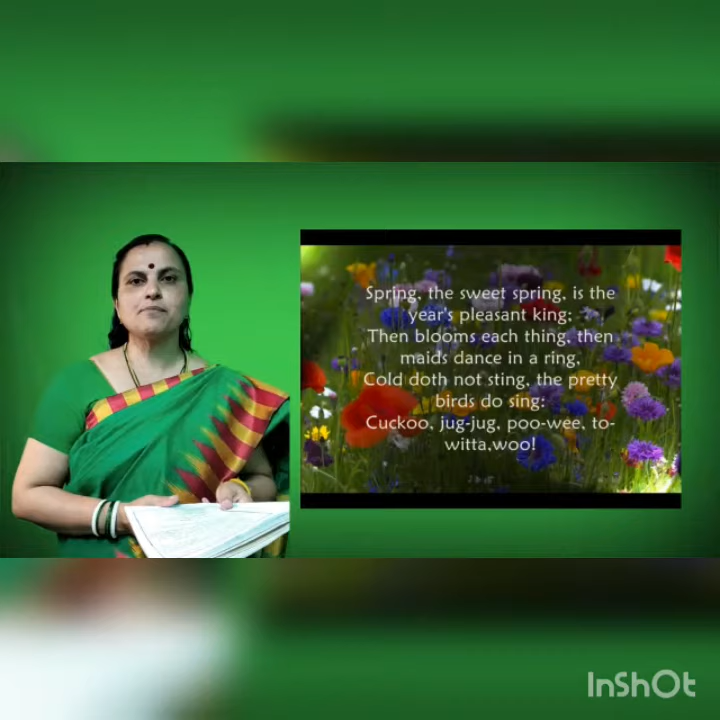 Spring, the sweet spring, is the
year's pleasant king;
Then blooms each thing, then
maids dance in a ring,
Cold doth not sting, the pretty
birds do sing:
Cuckoo, jug-jug, poo-wee, to-
witta,woo!
InShOt